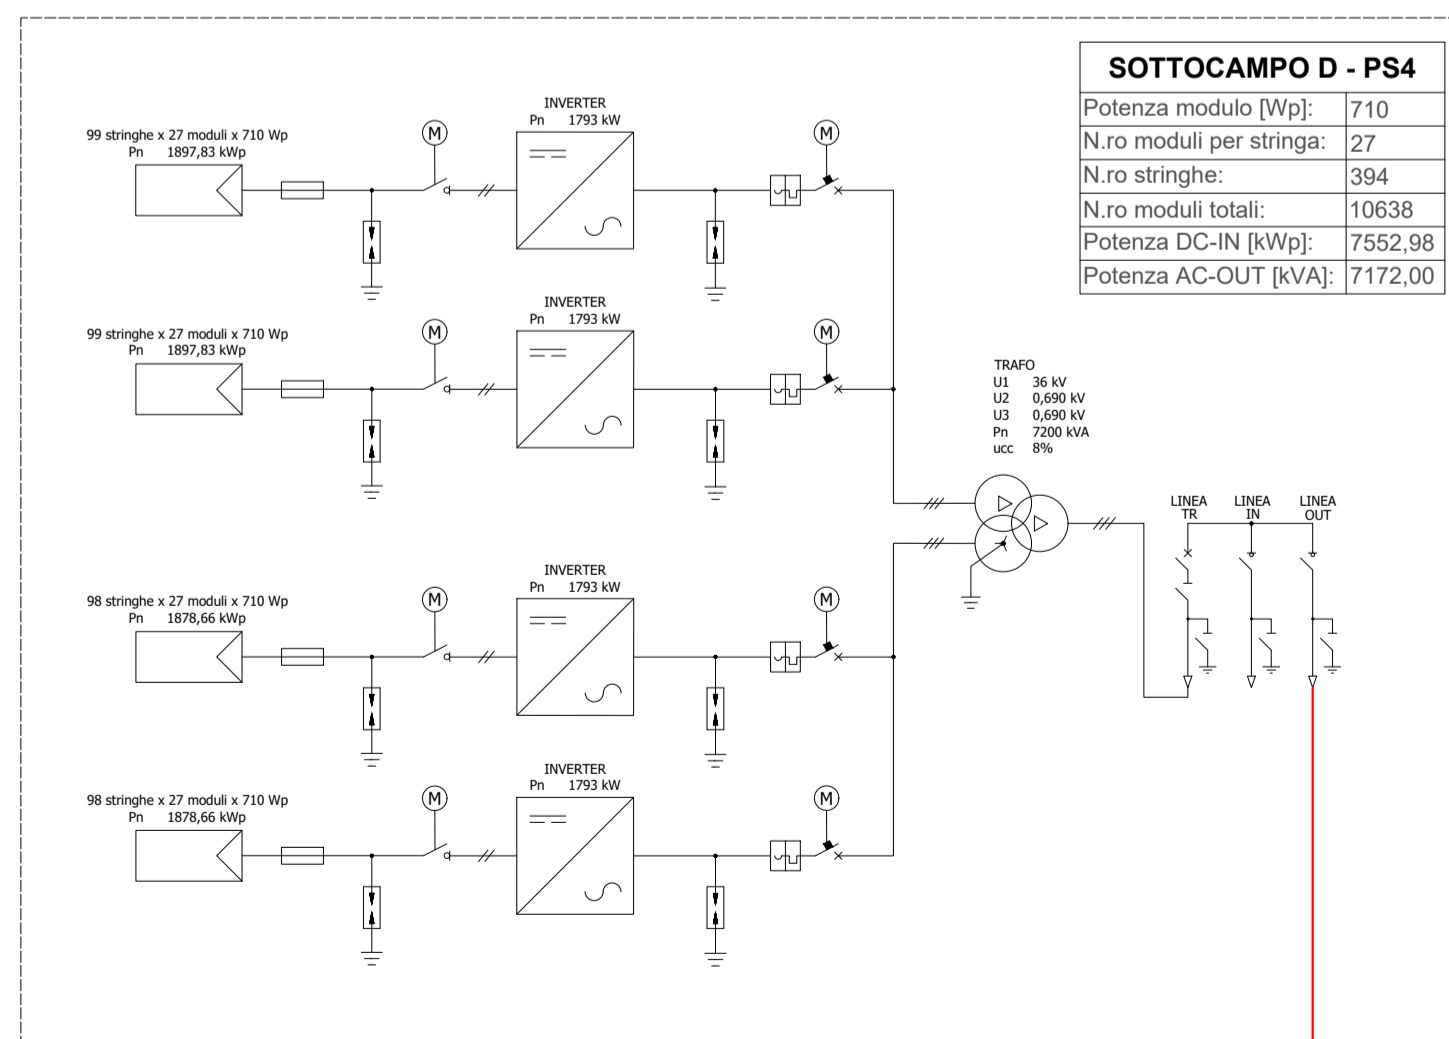 SOTTOCAMPO D - PS4
Potenza modulo [Wp]: 710
N.ro moduli per stringa: 27
N.ro stringhe: 394
N.ro moduli totali: 10638
Potenza DC-IN [kWp]: 7552,98
Potenza AC-OUT [kVA]: 7172,00
99 stringhe x 27 moduli x 710 Wp
Pn 1897,83 kWp
M
INVERTER
Pn 1793 kW
M
99 stringhe x 27 moduli x 710 Wp
Pn 1897,83 kWp
M
INVERTER
Pn 1793 kW
M
TRAFO
U1 36 kV
U2 0,690 kV
U3 0,690 kV
Pn 7200 kVA
ucc 8%
LINEA
TR
LINEA
IN
LINEA
OUT
98 stringhe x 27 moduli x 710 Wp
Pn 1878,66 kWp
M
INVERTER
Pn 1793 kW
M
98 stringhe x 27 moduli x 710 Wp
Pn 1878,66 kWp
M
INVERTER
Pn 1793 kW
M